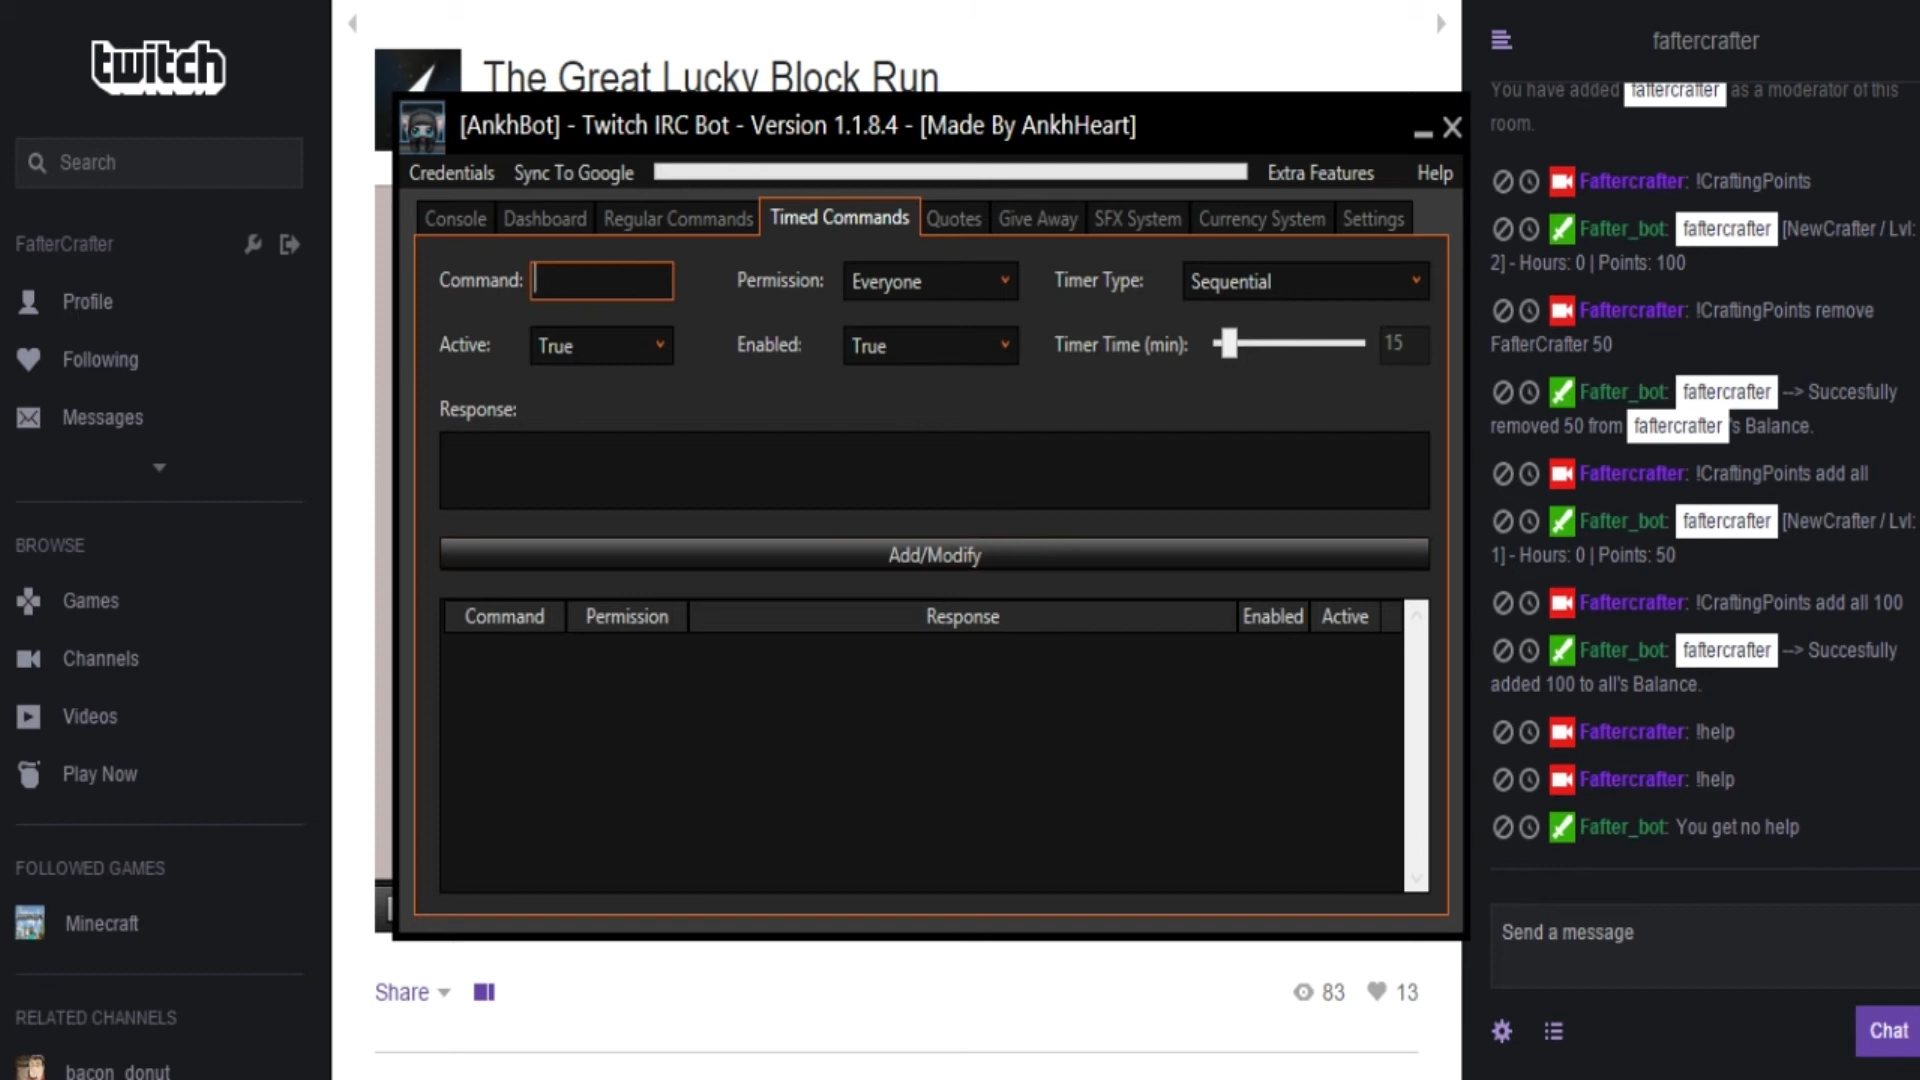 twitch
Search
FafterCrafter
Profile
Following
Messages
BROWSE
Games
Channels
Videos
Play Now
FOLLOWED GAMES
Minecraft
RELATED CHANNELS
bacon_donut
The Great Lucky Block Run
[AnkhBot] - Twitch IRC Bot - Version 1.1.8.4 - [Made By AnkhHeart]
Credentials Sync To Google Extra Features Help
Console Dashboard Regular Commands Timed Commands Quotes Give Away SFX System Currency System Settings
Command: Permission: Everyone Timer Type: Sequential
Active: True Enabled: True Timer Time (min): 15
Response:
Add/Modify
Command Permission Response Enabled Active
Share 83 13
faftercrafter
You have added faftercrafter as a moderator of this
room.
Faftercrafter: !CraftingPoints
Fafter_bot: faftercrafter [NewCrafter / Lvl:
2] - Hours: 0 | Points: 100
Faftercrafter: !CraftingPoints remove
FafterCrafter 50
Fafter_bot: faftercrafter --> Succesfully
removed 50 from faftercrafter's Balance.
Faftercrafter: !CraftingPoints add all
Fafter_bot: faftercrafter [NewCrafter / Lvl:
1] - Hours: 0 | Points: 50
Faftercrafter: !CraftingPoints add all 100
Fafter_bot: faftercrafter --> Succesfully
added 100 to all's Balance.
Faftercrafter: !help
Faftercrafter: !help
Fafter_bot: You get no help
Send a message
Chat